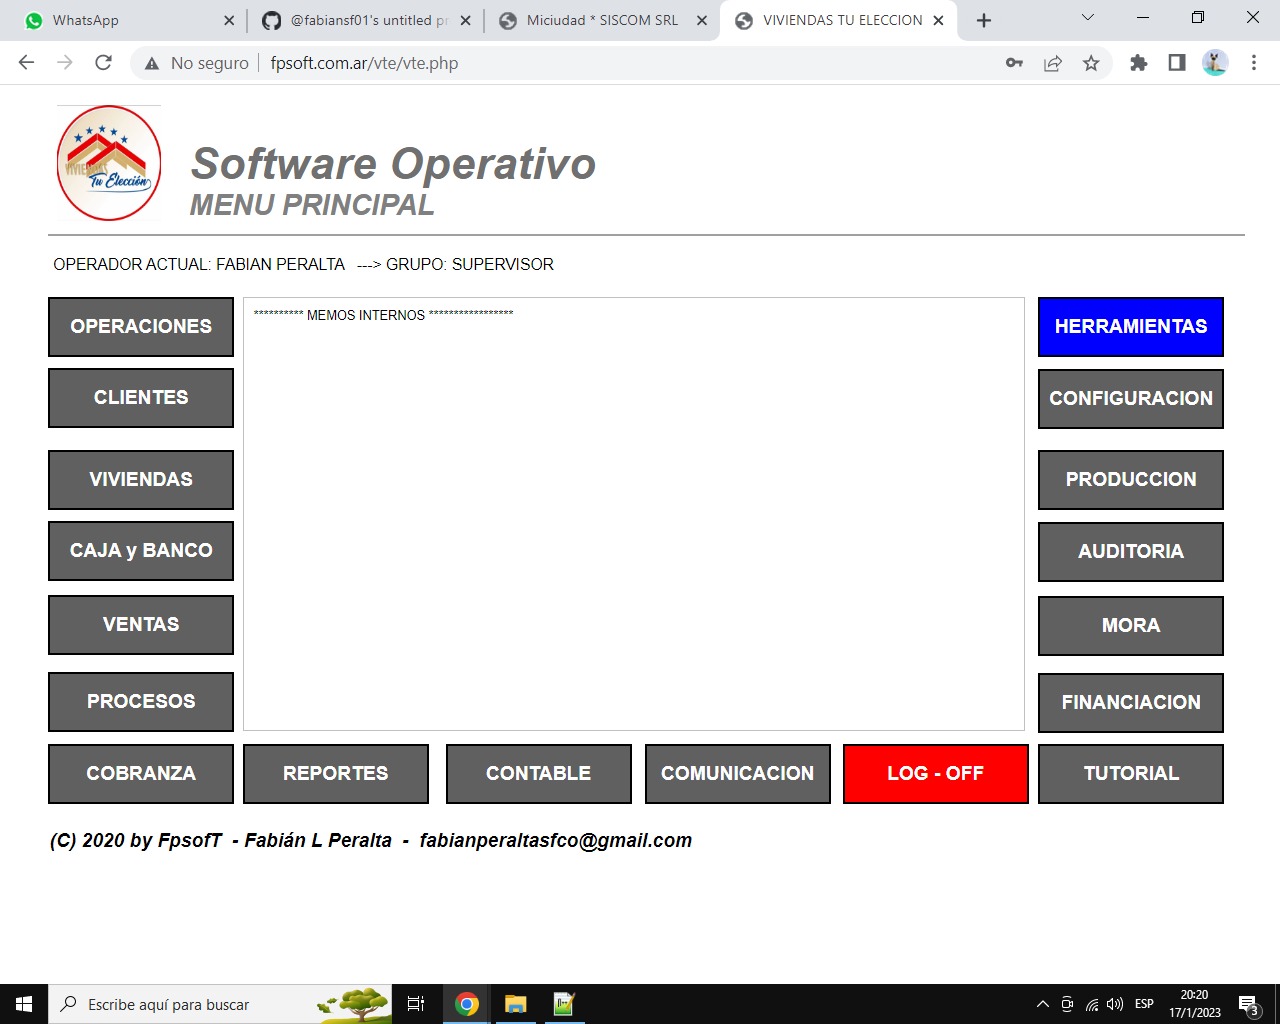 WhatsApp
@fabiansf01's untitled pr
Miciudad * SISCOM SRL
VIVIENDAS TU ELECCION
No seguro
fpsoft.com.ar/vte/vte.php
VIVIENDAS
Tu Elección
Software Operativo
MENU PRINCIPAL
OPERADOR ACTUAL: FABIAN PERALTA ---> GRUPO: SUPERVISOR
OPERACIONES
********** MEMOS INTERNOS *****************
HERRAMIENTAS
CLIENTES
CONFIGURACION
VIVIENDAS
PRODUCCION
CAJA y BANCO
AUDITORIA
VENTAS
MORA
PROCESOS
FINANCIACION
COBRANZA
REPORTES
CONTABLE
COMUNICACION
LOG - OFF
TUTORIAL
(C) 2020 by FpsofT - Fabián L Peralta - fabianperaltasfco@gmail.com
Escribe aquí para buscar
ESP
20:20
17/1/2023
3